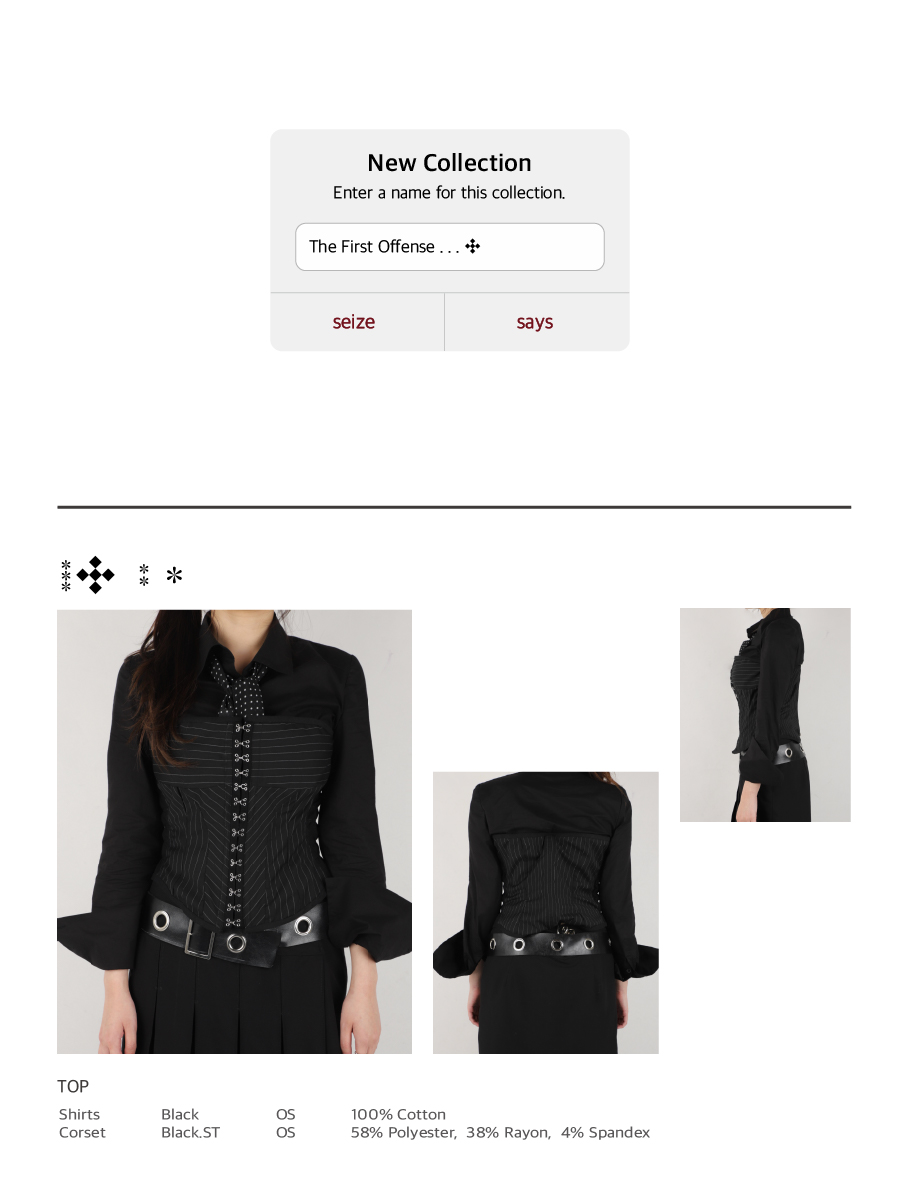 New Collection
Enter a name for this collection.
The First Offense . . . ✣
seize
says
TOP
Shirts Black OS 100% Cotton
Corset Black.ST OS 58% Polyester, 38% Rayon, 4% Spandex